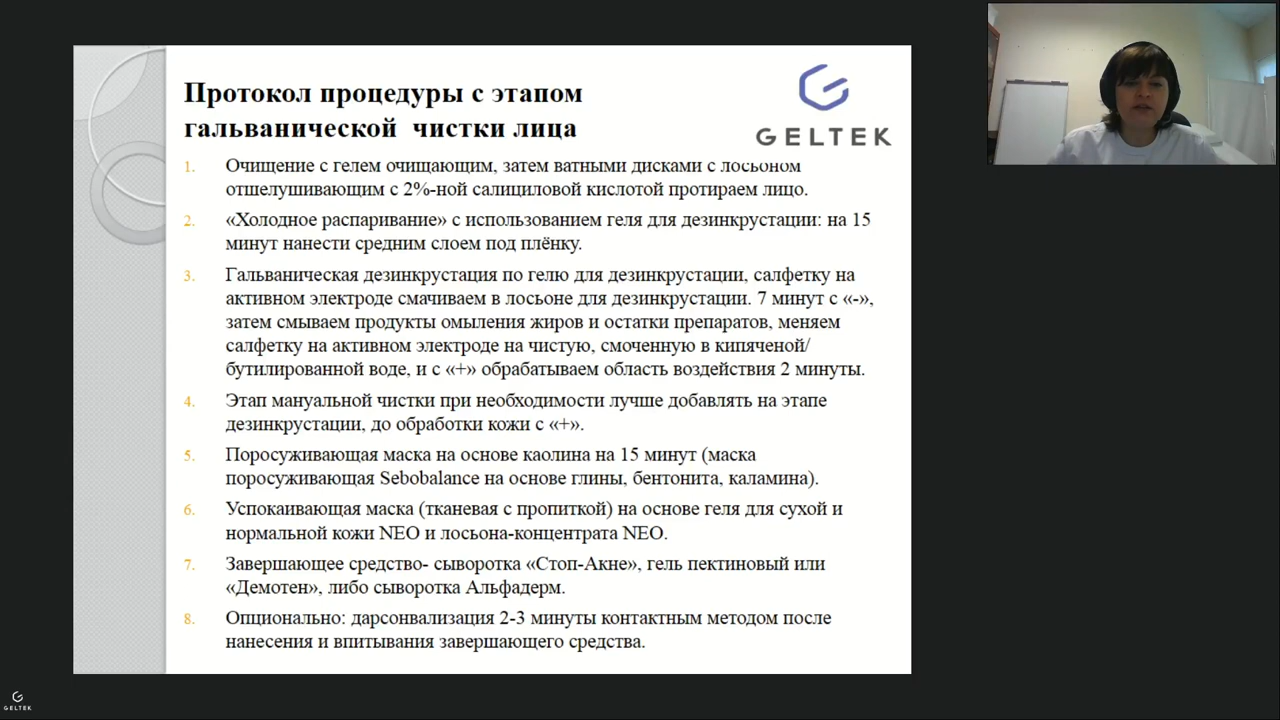 Протокол процедуры с этапом
гальванической чистки лица
GELTEK
1. Очищение с гелем очищающим, затем ватными дисками с лосьоном
отшелушивающим с 2%-ной салициловой кислотой протираем лицо.
2. «Холодное распаривание» с использованием геля для дезинкрустации: на 15
минут нанести средним слоем под плёнку.
3. Гальваническая дезинкрустация по гелю для дезинкрустации, салфетку на
активном электроде смачиваем в лосьоне для дезинкрустации. 7 минут с «-»,
затем смываем продукты омыления жиров и остатки препаратов, меняем
салфетку на активном электроде на чистую, смоченную в кипяченой/
бутилированной воде, и с «+» обрабатываем область воздействия 2 минуты.
4. Этап мануальной чистки при необходимости лучше добавлять на этапе
дезинкрустации, до обработки кожи с «+».
5. Поросуживающая маска на основе каолина на 15 минут (маска
поросуживающая Sebobalance на основе глины, бентонита, каламина).
6. Успокаивающая маска (тканевая с пропиткой) на основе геля для сухой и
нормальной кожи NEO и лосьона-концентрата NEO.
7. Завершающее средство- сыворотка «Стоп-Акне», гель пектиновый или
«Демотен», либо сыворотка Альфадерм.
8. Опционально: дарсонвализация 2-3 минуты контактным методом после
нанесения и впитывания завершающего средства.
GELTEK